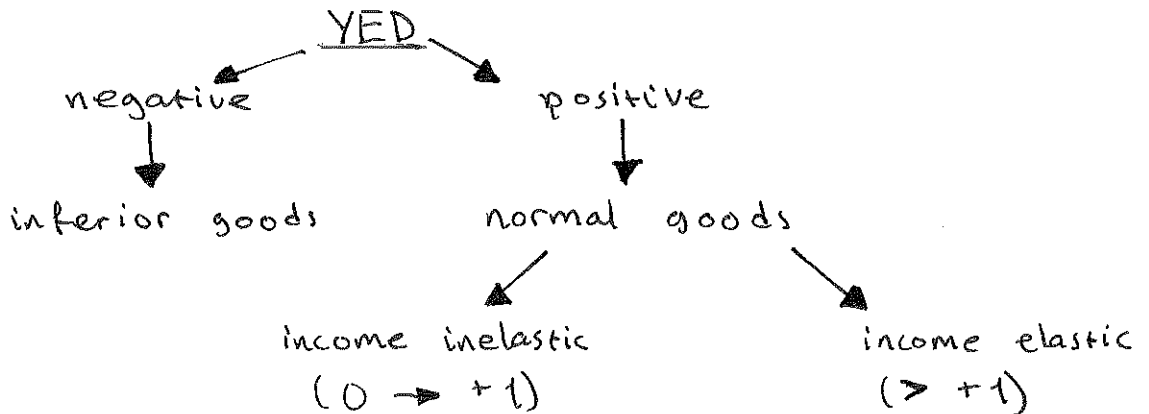 YED
negative positive
inferior goods normal goods
income inelastic income elastic
(0 → +1) (> +1)